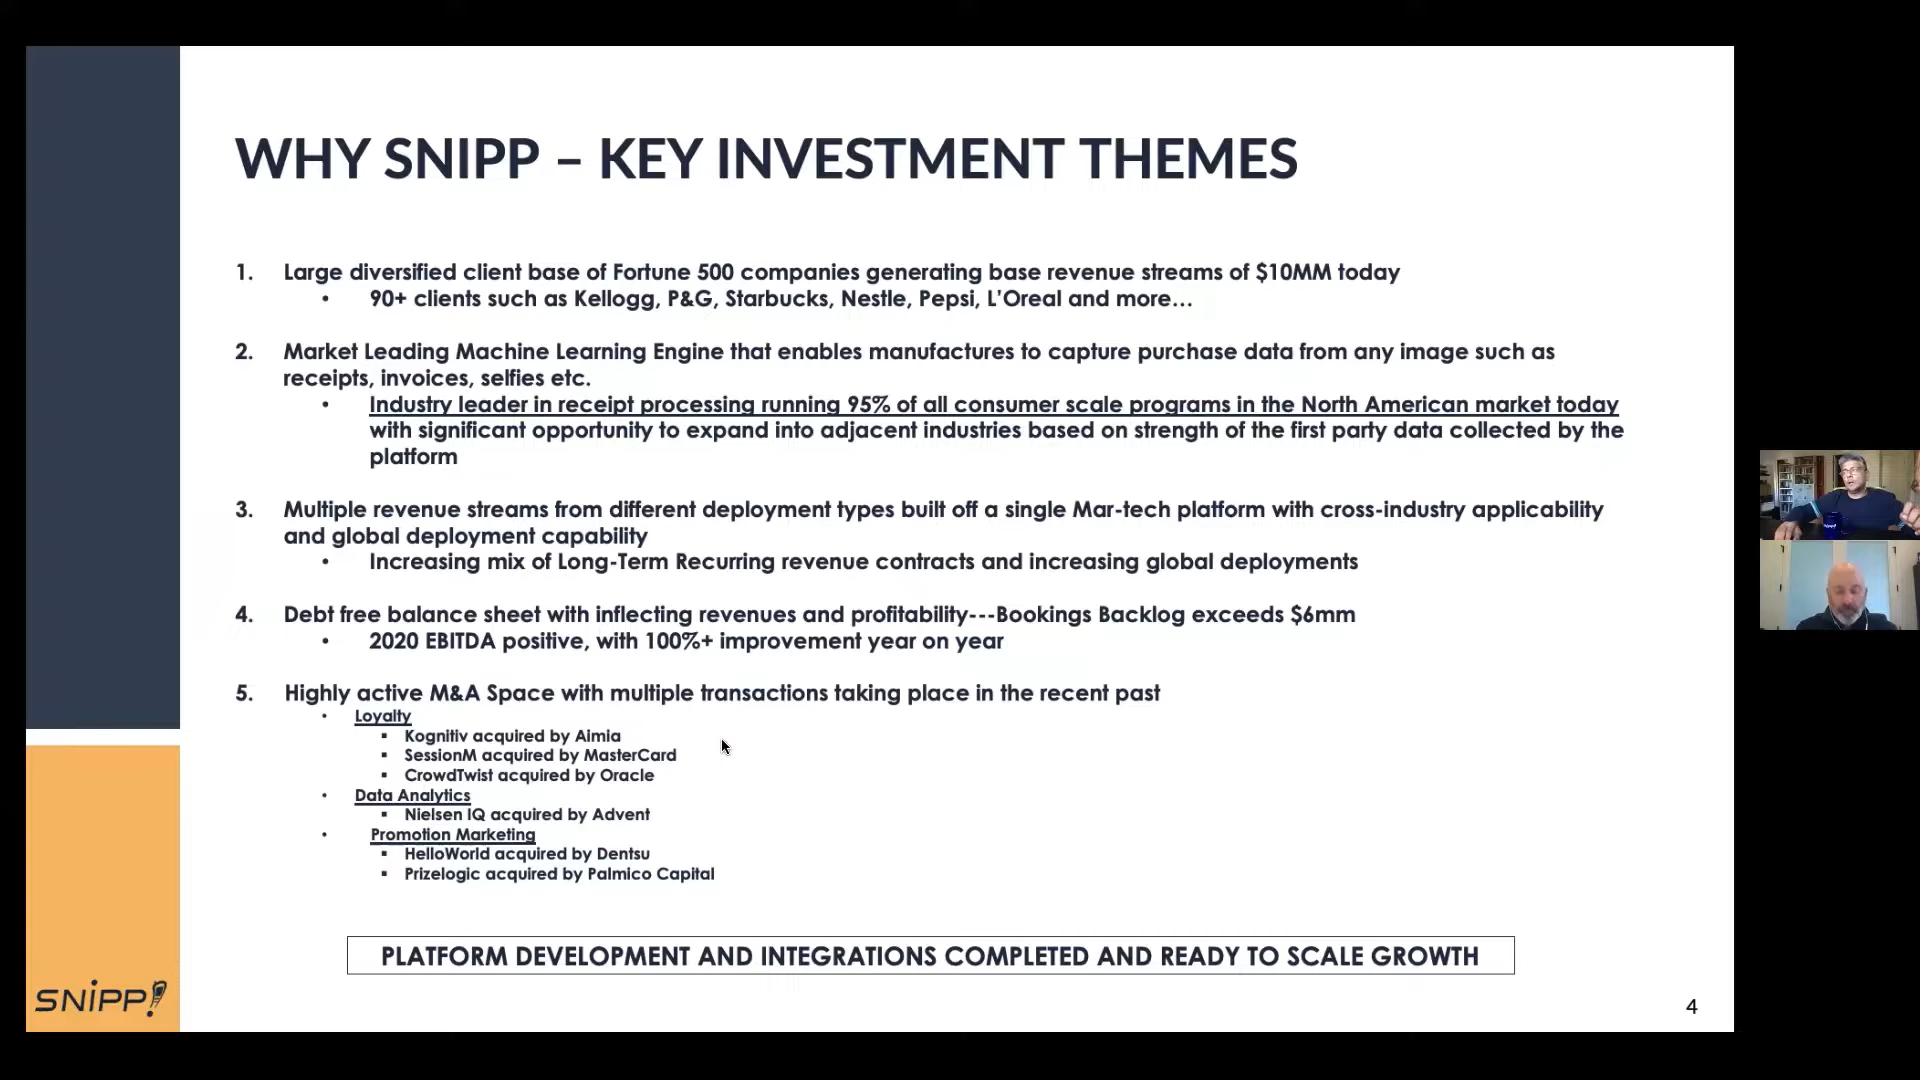 WHY SNIPP – KEY INVESTMENT THEMES
1. Large diversified client base of Fortune 500 companies generating base revenue streams of $10MM today
• 90+ clients such as Kellogg, P&G, Starbucks, Nestle, Pepsi, L'Oreal and more…
2. Market Leading Machine Learning Engine that enables manufactures to capture purchase data from any image such as
receipts, invoices, selfies etc.
• Industry leader in receipt processing running 95% of all consumer scale programs in the North American market today
with significant opportunity to expand into adjacent industries based on strength of the first party data collected by the
platform
3. Multiple revenue streams from different deployment types built off a single Mar-tech platform with cross-industry applicability
and global deployment capability
• Increasing mix of Long-Term Recurring revenue contracts and increasing global deployments
4. Debt free balance sheet with inflecting revenues and profitability---Bookings Backlog exceeds $6mm
• 2020 EBITDA positive, with 100%+ improvement year on year
5. Highly active M&A Space with multiple transactions taking place in the recent past
• Loyalty
▪ Kognitiv acquired by Aimia
▪ SessionM acquired by MasterCard
▪ CrowdTwist acquired by Oracle
• Data Analytics
▪ Nielsen IQ acquired by Advent
• Promotion Marketing
▪ HelloWorld acquired by Dentsu
▪ Prizelogic acquired by Palmico Capital
PLATFORM DEVELOPMENT AND INTEGRATIONS COMPLETED AND READY TO SCALE GROWTH
SNIPP!
4